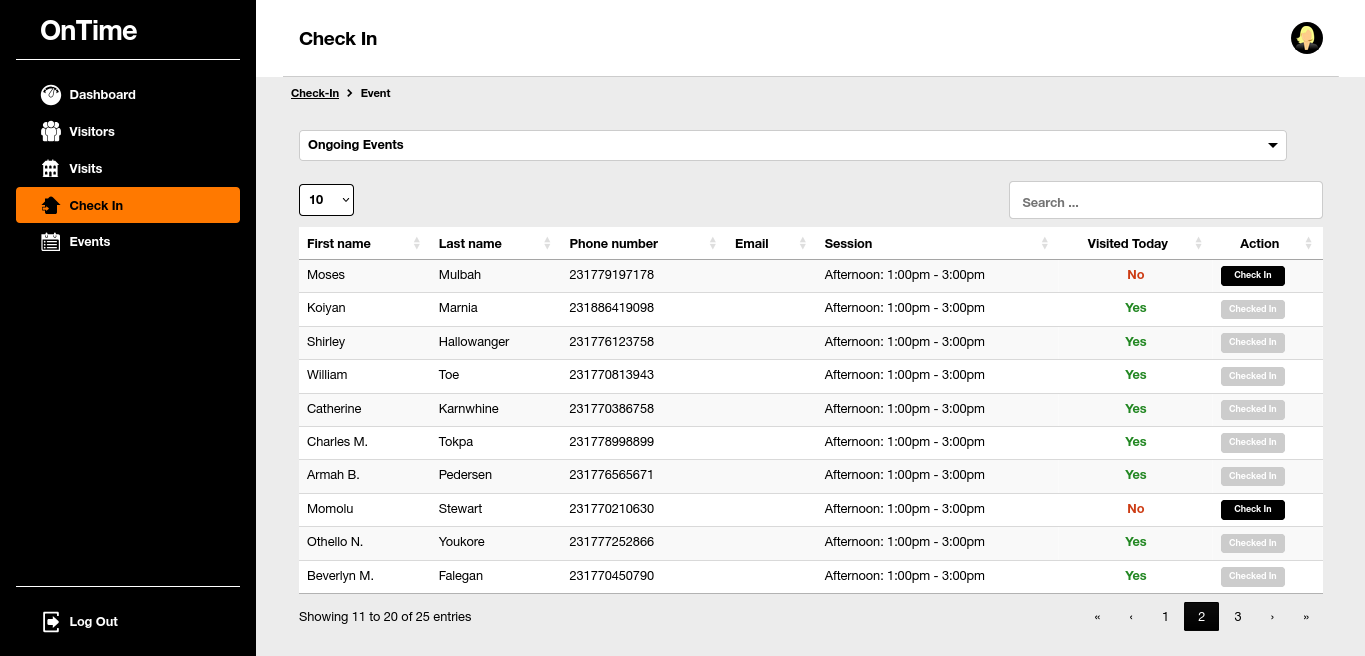 OnTime
Dashboard
Visitors
Visits
Check In
Events
Log Out
Check In
Check-In › Event
Ongoing Events
10
Search ...
First name Last name Phone number Email Session Visited Today Action
Moses Mulbah 231779197178 Afternoon: 1:00pm - 3:00pm No Check In
Koiyan Marnia 231886419098 Afternoon: 1:00pm - 3:00pm Yes Checked In
Shirley Hallowanger 231776123758 Afternoon: 1:00pm - 3:00pm Yes Checked In
William Toe 231770813943 Afternoon: 1:00pm - 3:00pm Yes Checked In
Catherine Karnwhine 231770386758 Afternoon: 1:00pm - 3:00pm Yes Checked In
Charles M. Tokpa 231778998899 Afternoon: 1:00pm - 3:00pm Yes Checked In
Armah B. Pedersen 231776565671 Afternoon: 1:00pm - 3:00pm Yes Checked In
Momolu Stewart 231770210630 Afternoon: 1:00pm - 3:00pm No Check In
Othello N. Youkore 231777252866 Afternoon: 1:00pm - 3:00pm Yes Checked In
Beverlyn M. Falegan 231770450790 Afternoon: 1:00pm - 3:00pm Yes Checked In
Showing 11 to 20 of 25 entries « ‹ 1 2 3 › »